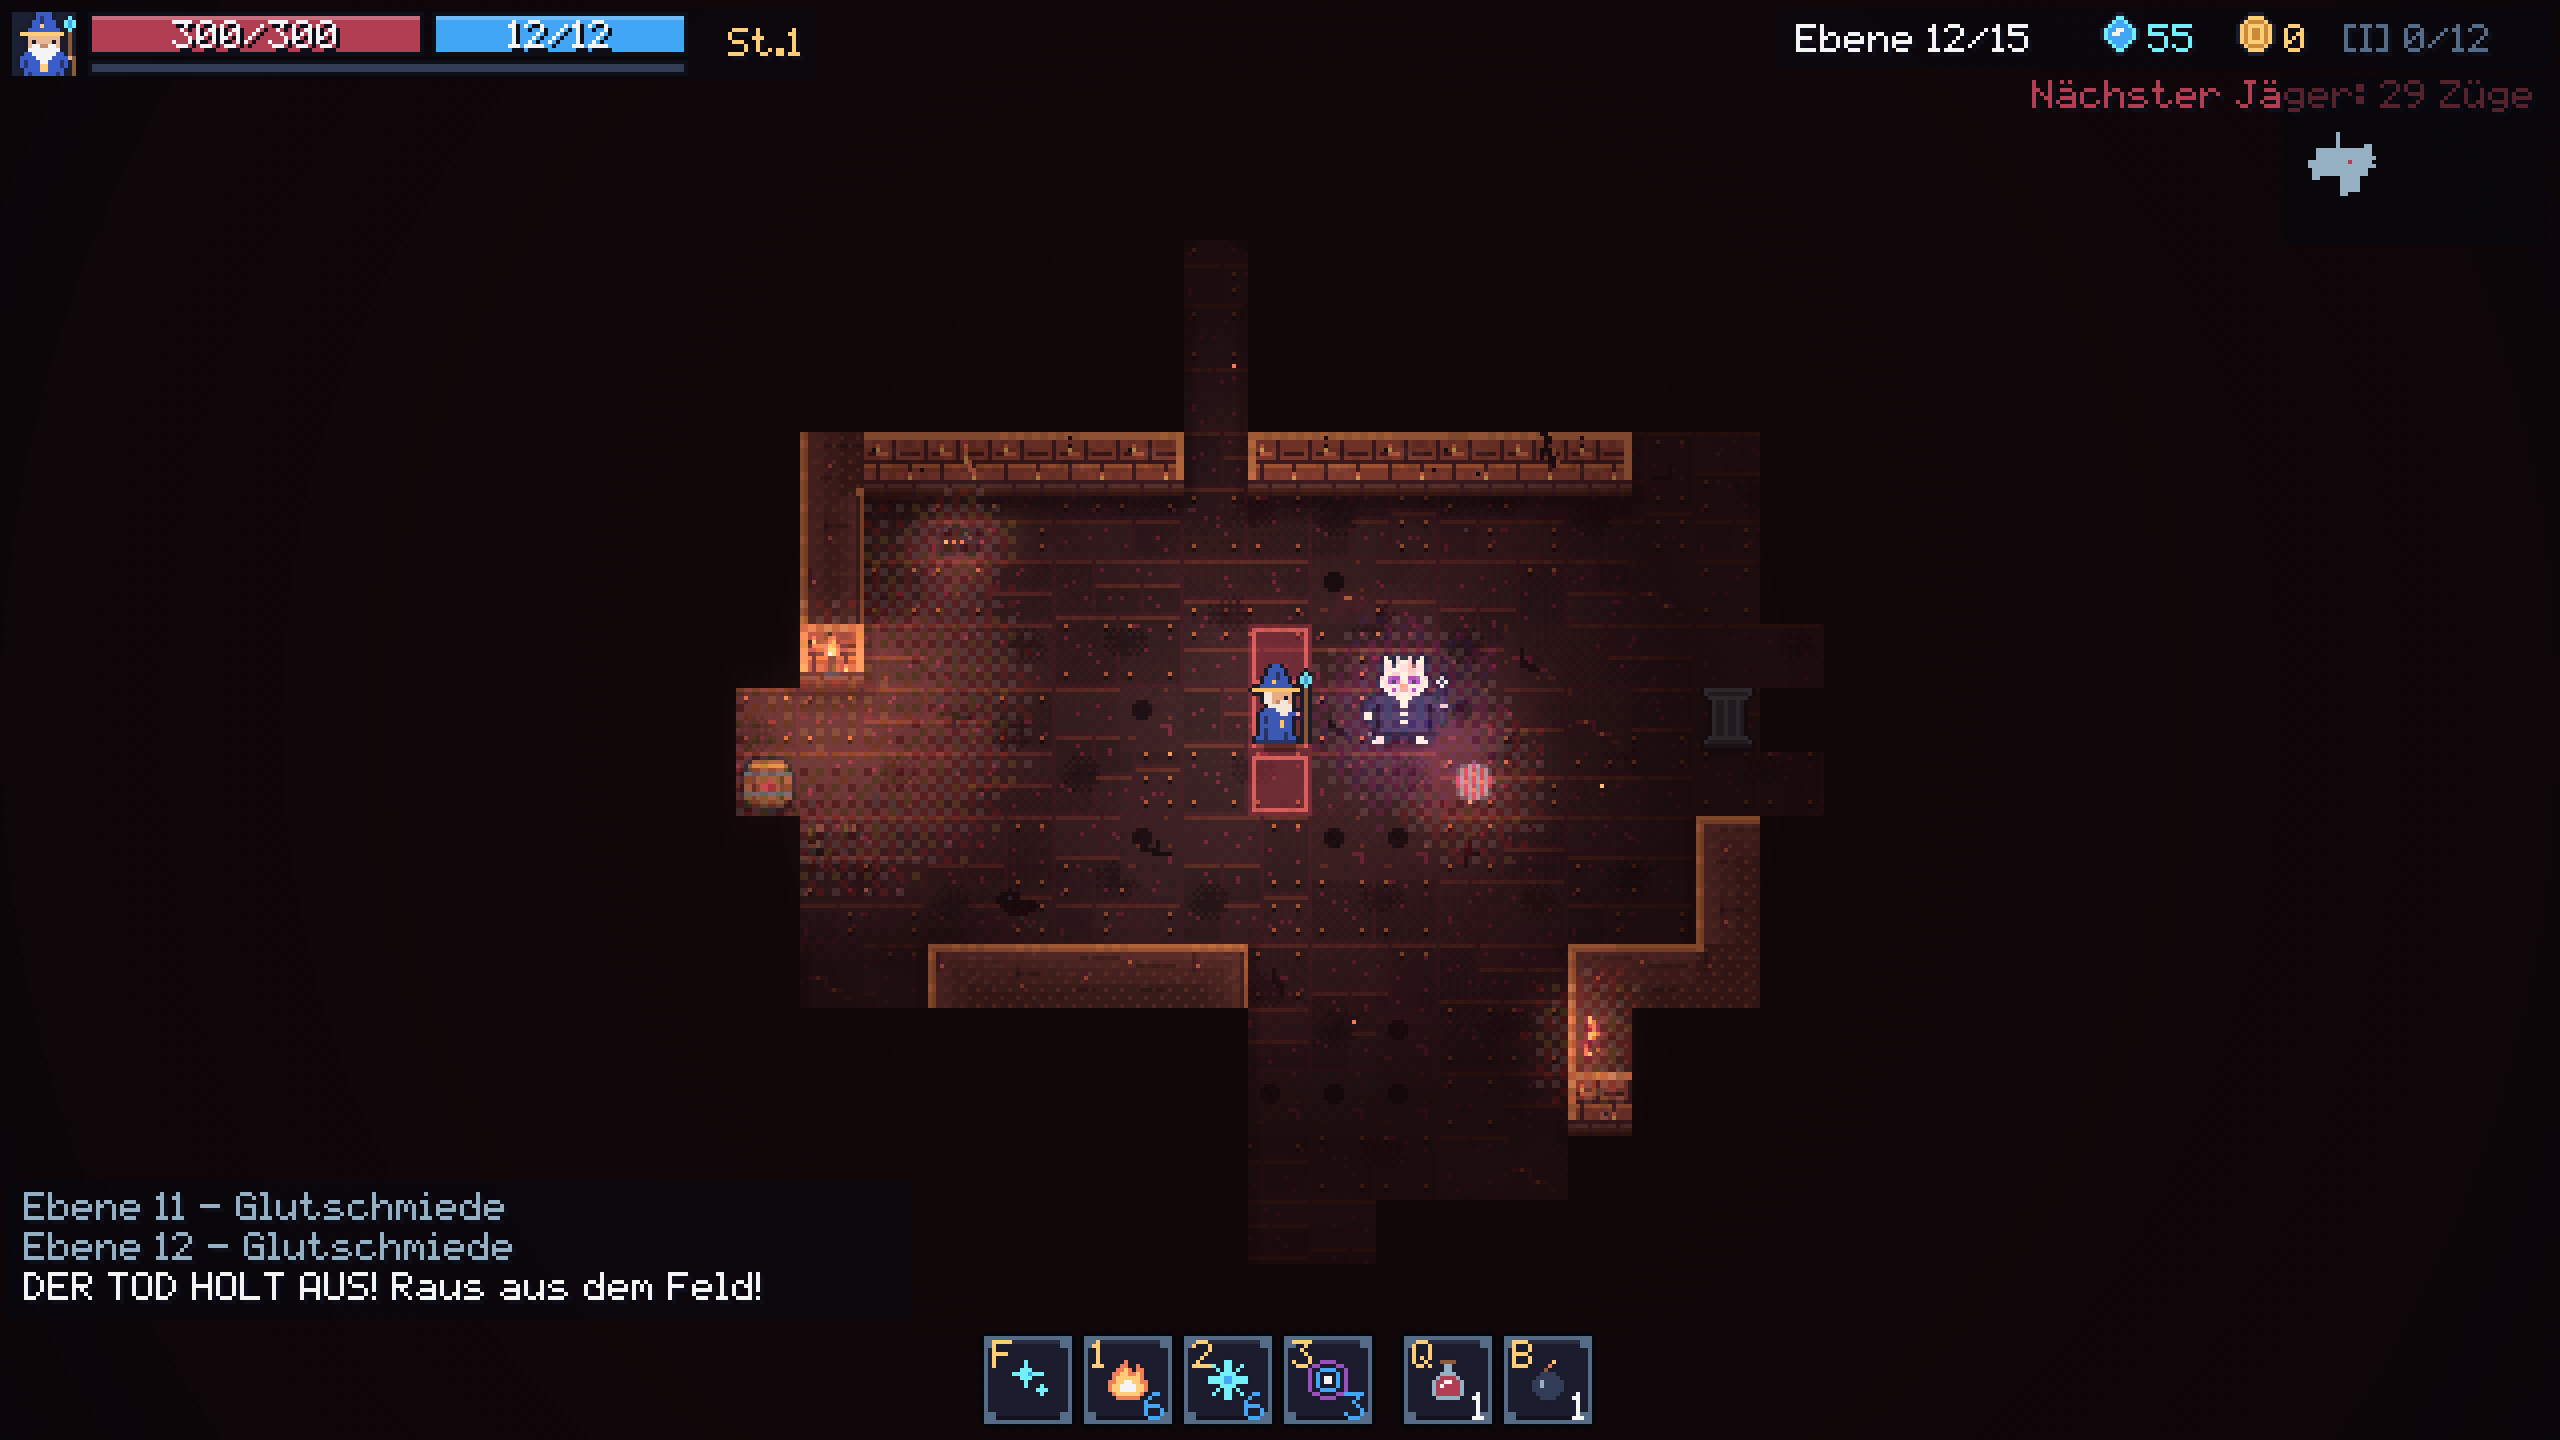 300/300 12/12 St.1 Ebene 12/15 55 0 [I] 0/12
Nächster Jäger: 29 Züge
Ebene 11 - Glutschmiede
Ebene 12 - Glutschmiede
DER TOD HOLT AUS! Raus aus dem Feld!
F 1 6 2 6 3 3 Q 1 B 1